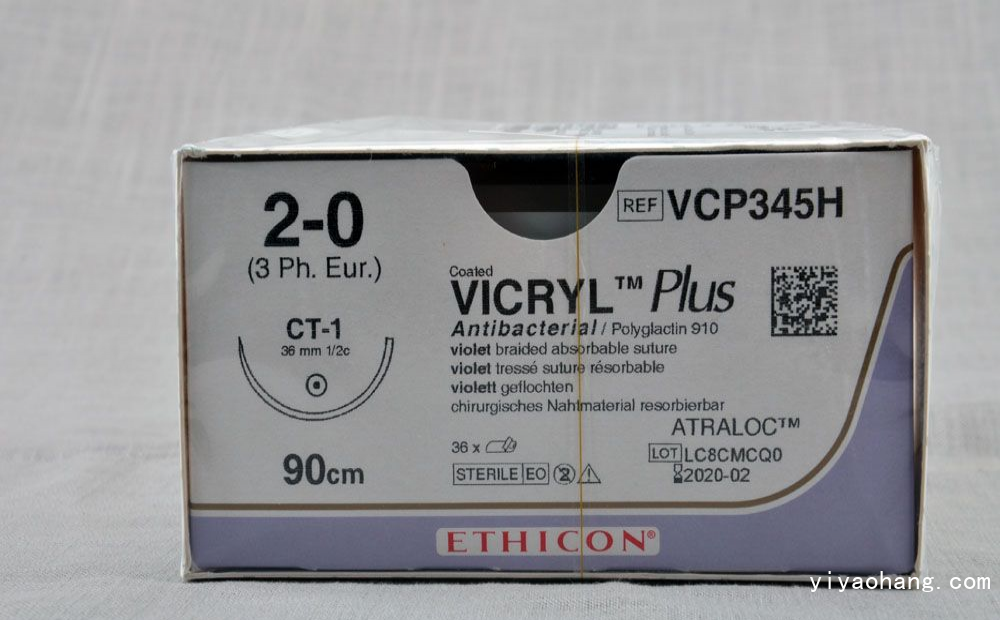 2-0
(3 Ph. Eur.)
CT-1
36 mm 1/2c
90cm
REF VCP345H
Coated
VICRYL™ Plus
Antibacterial / Polyglactin 910
violet braided absorbable suture
violet tressé suture résorbable
violett geflochten
chirurgisches Nahtmaterial resorbierbar
ATRALOC™
36 x
LOT LC8CMCQ0
2020-02
STERILE EO 2
ETHICON®
yiyaohang.com